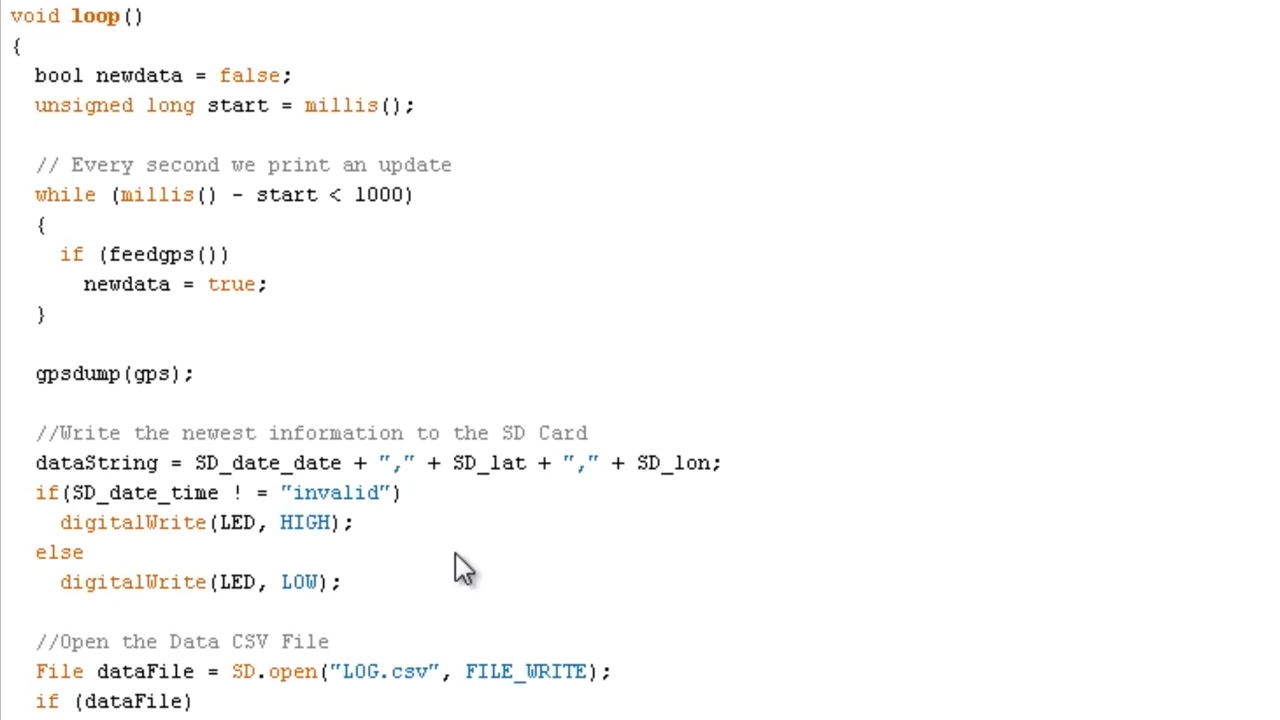 void loop()
{
  bool newdata = false;
  unsigned long start = millis();

  // Every second we print an update
  while (millis() - start < 1000)
  {
    if (feedgps())
      newdata = true;
  }

  gpsdump(gps);

  //Write the newest information to the SD Card
  dataString = SD_date_date + "," + SD_lat + "," + SD_lon;
  if(SD_date_time ! = "invalid")
    digitalWrite(LED, HIGH);
  else
    digitalWrite(LED, LOW);

  //Open the Data CSV File
  File dataFile = SD.open("LOG.csv", FILE_WRITE);
  if (dataFile)